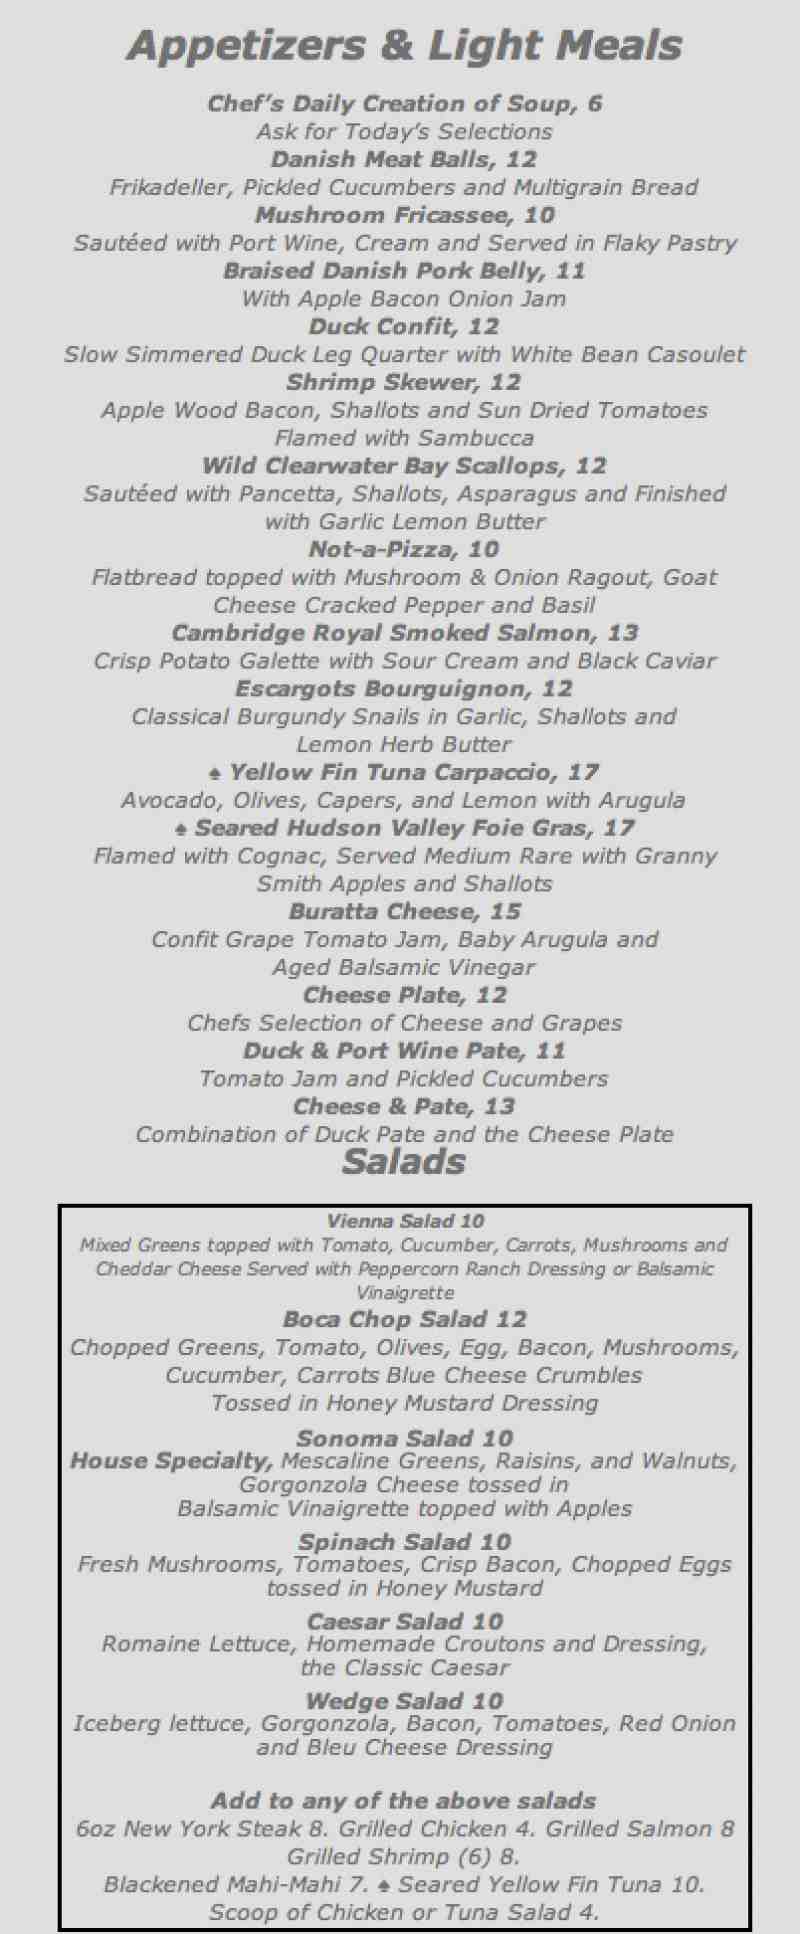 Appetizers & Light Meals
Chef's Daily Creation of Soup, 6
Ask for Today's Selections
Danish Meat Balls, 12
Frikadeller, Pickled Cucumbers and Multigrain Bread
Mushroom Fricassee, 10
Sautéed with Port Wine, Cream and Served in Flaky Pastry
Braised Danish Pork Belly, 11
With Apple Bacon Onion Jam
Duck Confit, 12
Slow Simmered Duck Leg Quarter with White Bean Casoulet
Shrimp Skewer, 12
Apple Wood Bacon, Shallots and Sun Dried Tomatoes
Flamed with Sambucca
Wild Clearwater Bay Scallops, 12
Sautéed with Pancetta, Shallots, Asparagus and Finished
with Garlic Lemon Butter
Not-a-Pizza, 10
Flatbread topped with Mushroom & Onion Ragout, Goat
Cheese Cracked Pepper and Basil
Cambridge Royal Smoked Salmon, 13
Crisp Potato Galette with Sour Cream and Black Caviar
Escargots Bourguignon, 12
Classical Burgundy Snails in Garlic, Shallots and
Lemon Herb Butter
♠ Yellow Fin Tuna Carpaccio, 17
Avocado, Olives, Capers, and Lemon with Arugula
♠ Seared Hudson Valley Foie Gras, 17
Flamed with Cognac, Served Medium Rare with Granny
Smith Apples and Shallots
Buratta Cheese, 15
Confit Grape Tomato Jam, Baby Arugula and
Aged Balsamic Vinegar
Cheese Plate, 12
Chefs Selection of Cheese and Grapes
Duck & Port Wine Pate, 11
Tomato Jam and Pickled Cucumbers
Cheese & Pate, 13
Combination of Duck Pate and the Cheese Plate
Salads
Vienna Salad 10
Mixed Greens topped with Tomato, Cucumber, Carrots, Mushrooms and
Cheddar Cheese Served with Peppercorn Ranch Dressing or Balsamic
Vinaigrette
Boca Chop Salad 12
Chopped Greens, Tomato, Olives, Egg, Bacon, Mushrooms,
Cucumber, Carrots Blue Cheese Crumbles
Tossed in Honey Mustard Dressing
Sonoma Salad 10
House Specialty, Mescaline Greens, Raisins, and Walnuts,
Gorgonzola Cheese tossed in
Balsamic Vinaigrette topped with Apples
Spinach Salad 10
Fresh Mushrooms, Tomatoes, Crisp Bacon, Chopped Eggs
tossed in Honey Mustard
Caesar Salad 10
Romaine Lettuce, Homemade Croutons and Dressing,
the Classic Caesar
Wedge Salad 10
Iceberg lettuce, Gorgonzola, Bacon, Tomatoes, Red Onion
and Bleu Cheese Dressing
Add to any of the above salads
6oz New York Steak 8. Grilled Chicken 4. Grilled Salmon 8
Grilled Shrimp (6) 8.
Blackened Mahi-Mahi 7. ♠ Seared Yellow Fin Tuna 10.
Scoop of Chicken or Tuna Salad 4.